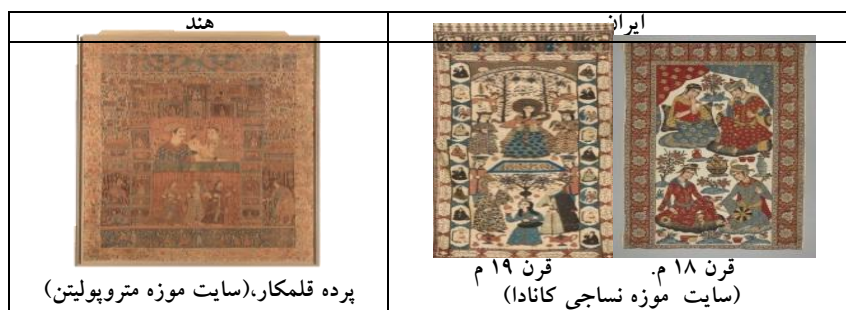 ایران
هند
قرن ۱۸ م.
قرن ۱۹ م
(سایت موزه نساجی کانادا)
پرده قلمکار،(سایت موزه متروپولیتن)